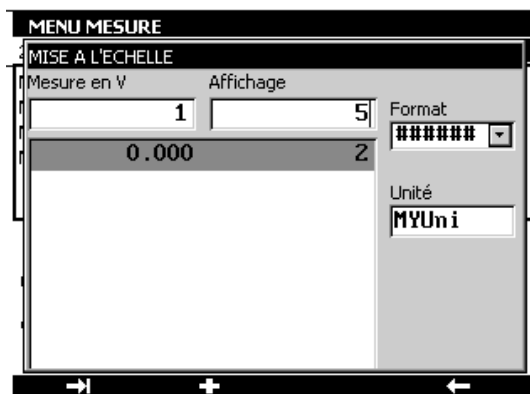 MENU MESURE
MISE A L'ECHELLE
Mesure en V Affichage
1 5
Format
######
0.000 2
Unité
MYUni